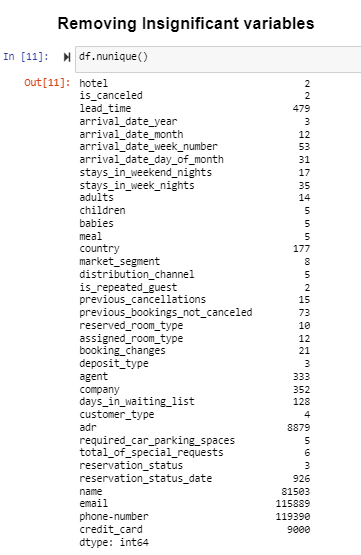 Removing Insignificant variables
In [11]: df.nunique()
Out[11]: hotel 2
is_canceled 2
lead_time 479
arrival_date_year 3
arrival_date_month 12
arrival_date_week_number 53
arrival_date_day_of_month 31
stays_in_weekend_nights 17
stays_in_week_nights 35
adults 14
children 5
babies 5
meal 5
country 177
market_segment 8
distribution_channel 5
is_repeated_guest 2
previous_cancellations 15
previous_bookings_not_canceled 73
reserved_room_type 10
assigned_room_type 12
booking_changes 21
deposit_type 3
agent 333
company 352
days_in_waiting_list 128
customer_type 4
adr 8879
required_car_parking_spaces 5
total_of_special_requests 6
reservation_status 3
reservation_status_date 926
name 81503
email 115889
phone-number 119390
credit_card 9000
dtype: int64